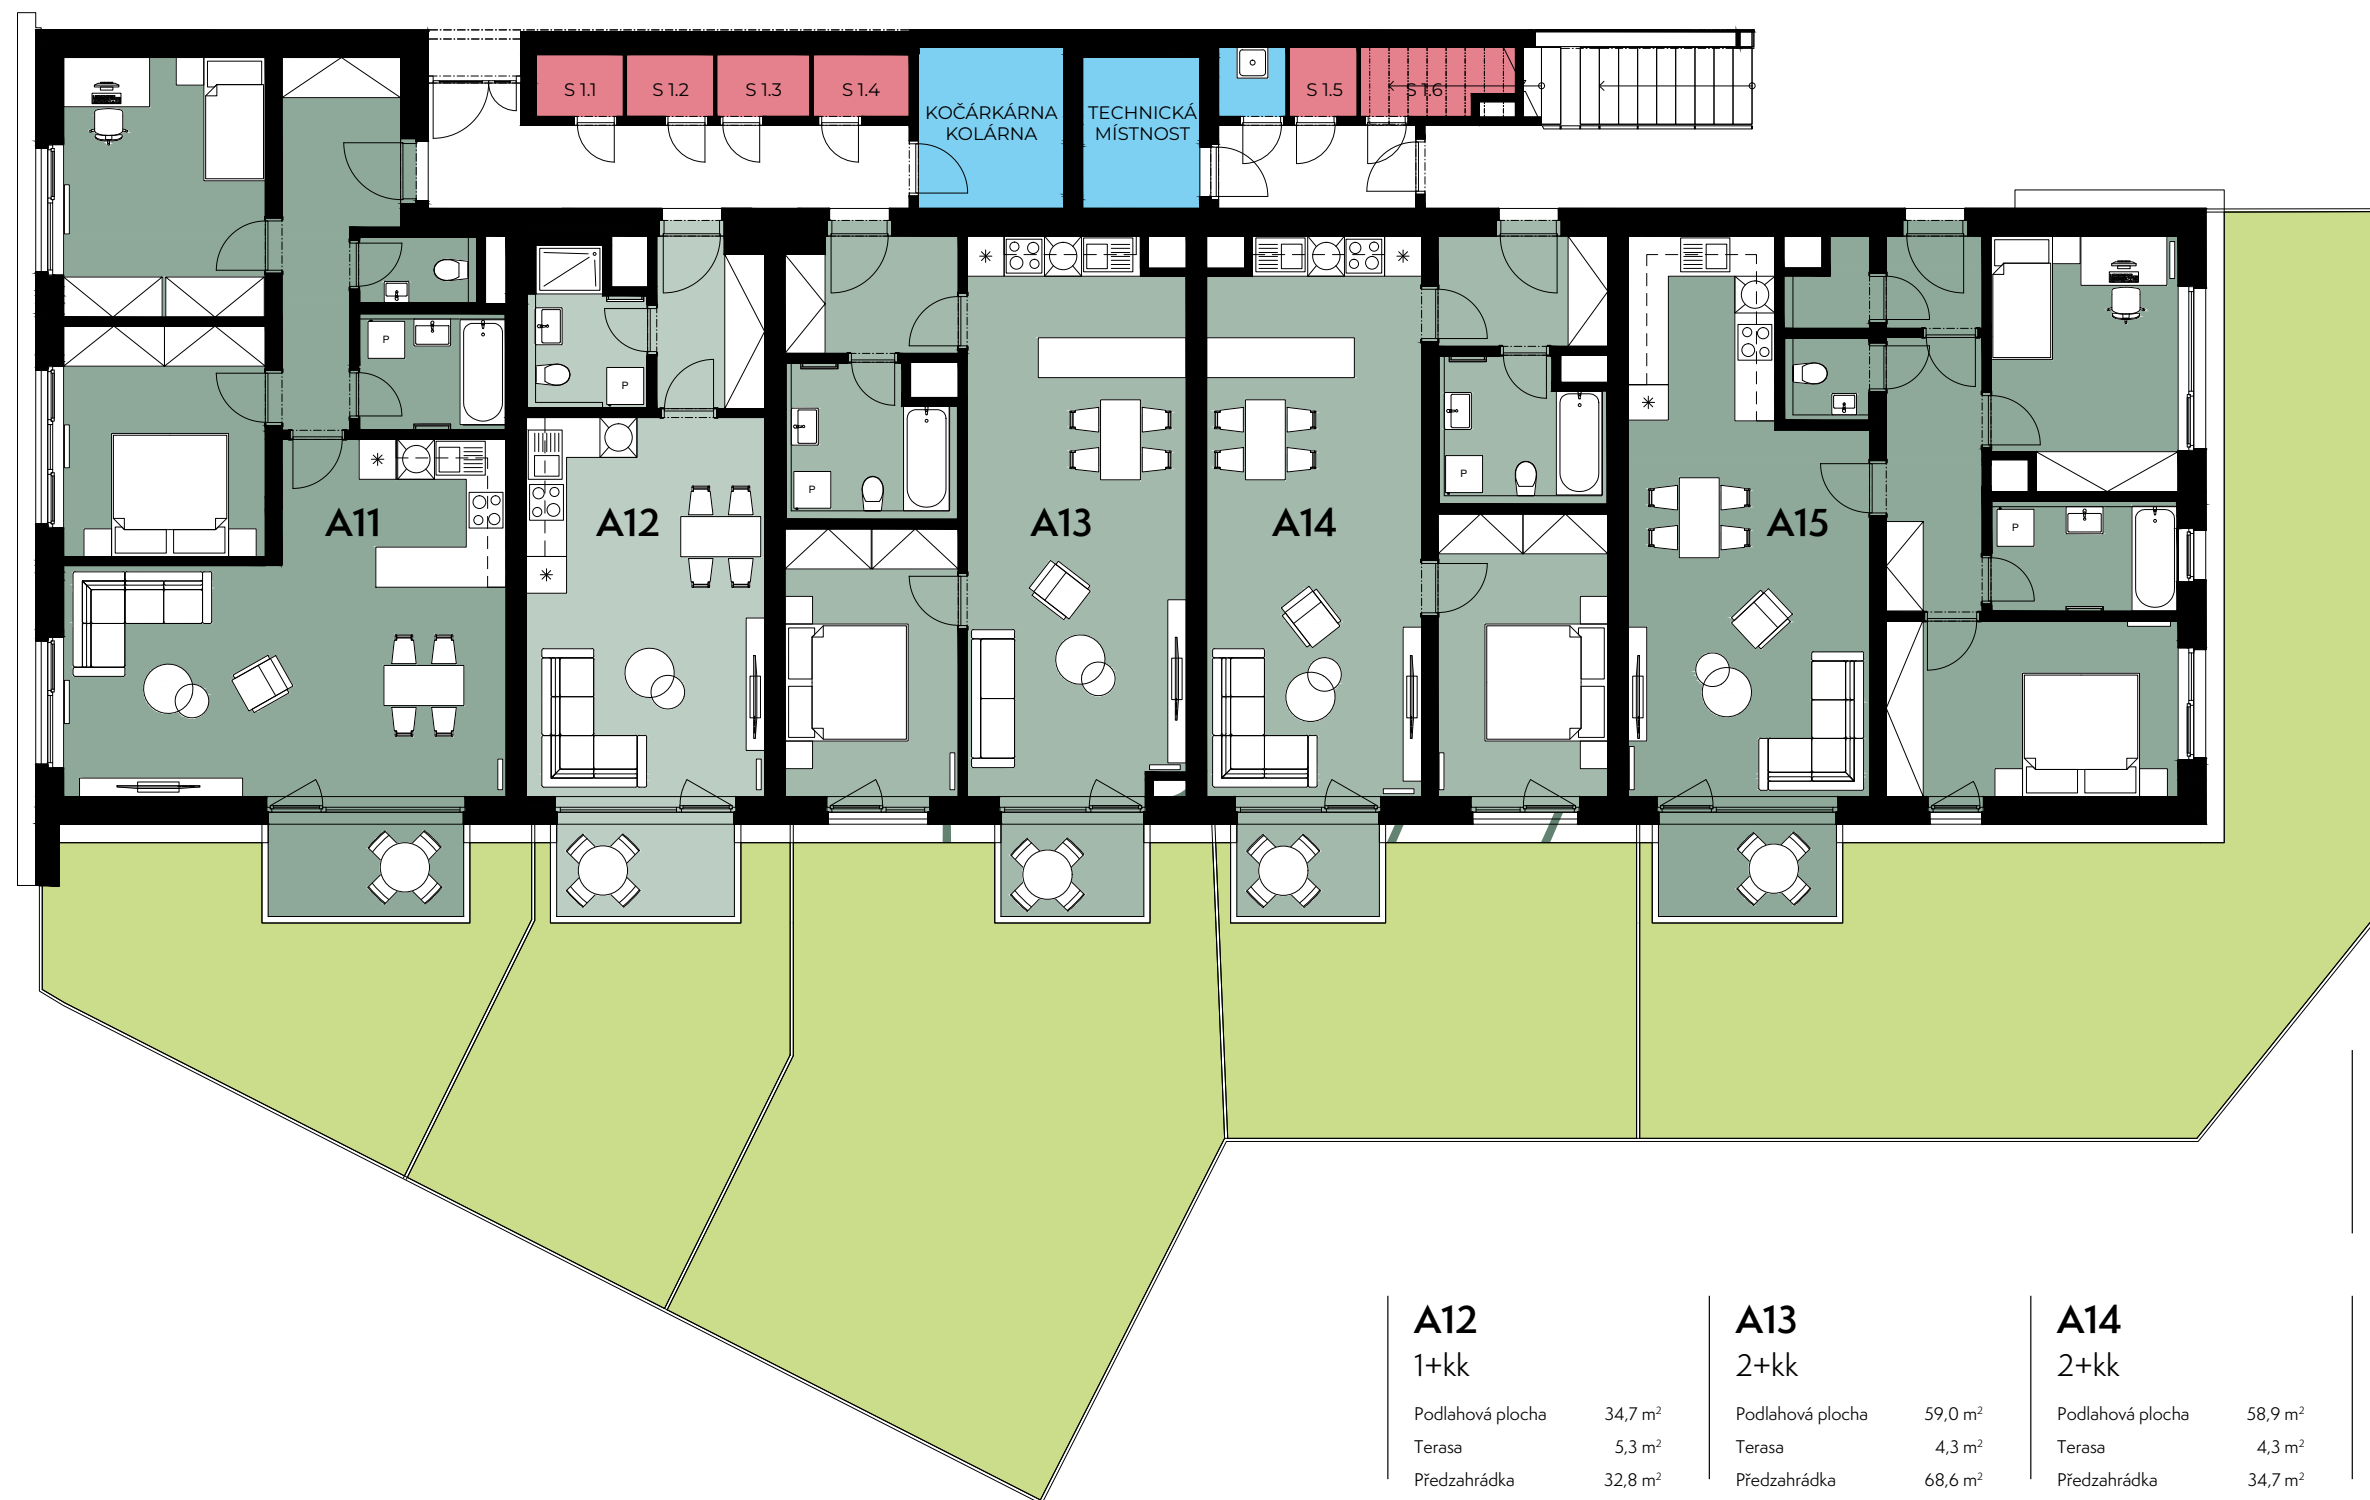 S 1.1 S 1.2 S 1.3 S 1.4 S 1.5 S 1.6
KOČÁRKÁRNA
KOLÁRNA
TECHNICKÁ
MÍSTNOST
P
P
P
P
P
A11 A12 A13 A14 A15
A12
1+kk
Podlahová plocha 34,7 m²
Terasa 5,3 m²
Předzahrádka 32,8 m²
A13
2+kk
Podlahová plocha 59,0 m²
Terasa 4,3 m²
Předzahrádka 68,6 m²
A14
2+kk
Podlahová plocha 58,9 m²
Terasa 4,3 m²
Předzahrádka 34,7 m²